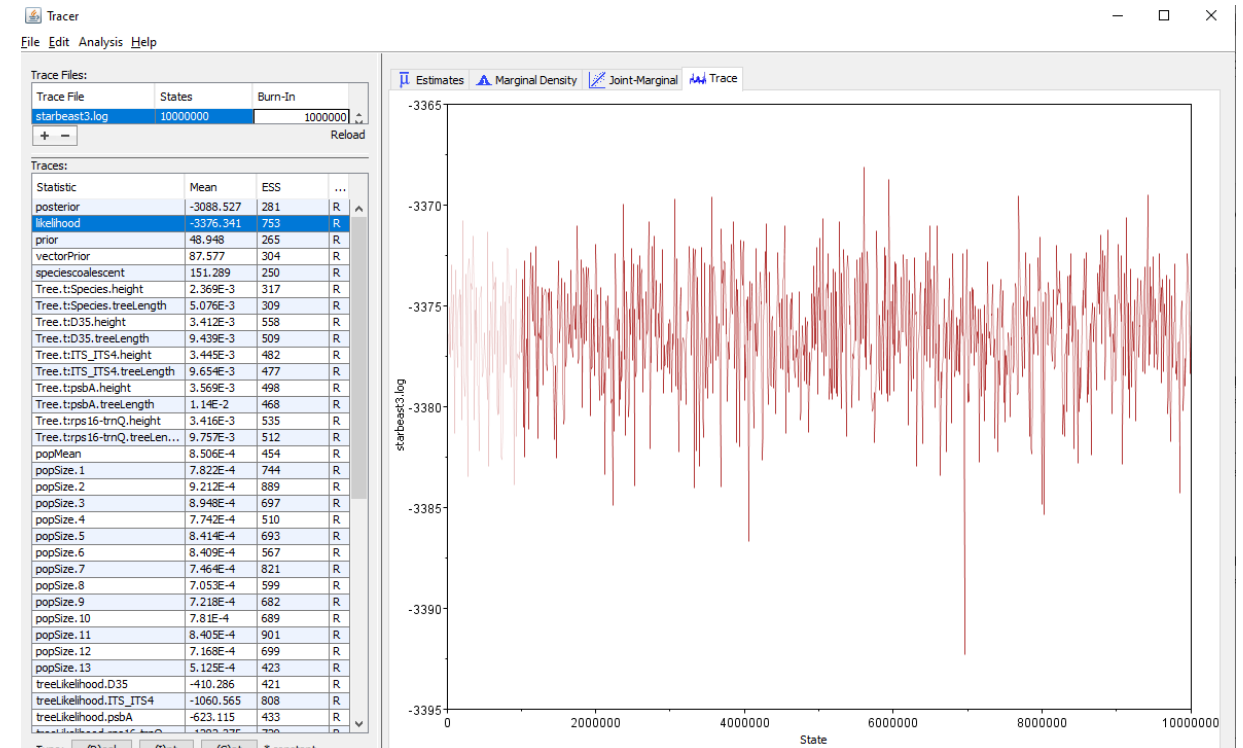 Tracer
File Edit Analysis Help
Trace Files:
Trace File States Burn-In
starbeast3.log 10000000 1000000
+ - Reload
Traces:
Statistic Mean ESS ...
posterior -3088.527 281 R
likelihood -3376.341 753 R
prior 48.948 265 R
vectorPrior 87.577 304 R
speciescoalescent 151.289 250 R
Tree.t:Species.height 2.369E-3 317 R
Tree.t:Species.treeLength 5.076E-3 309 R
Tree.t:D35.height 3.412E-3 558 R
Tree.t:D35.treeLength 9.439E-3 509 R
Tree.t:ITS_ITS4.height 3.445E-3 482 R
Tree.t:ITS_ITS4.treeLength 9.654E-3 477 R
Tree.t:psbA.height 3.569E-3 498 R
Tree.t:psbA.treeLength 1.14E-2 468 R
Tree.t:rps16-trnQ.height 3.416E-3 535 R
Tree.t:rps16-trnQ.treeLen... 9.757E-3 512 R
popMean 8.506E-4 454 R
popSize.1 7.822E-4 744 R
popSize.2 9.212E-4 889 R
popSize.3 8.948E-4 697 R
popSize.4 7.742E-4 510 R
popSize.5 8.414E-4 693 R
popSize.6 8.409E-4 567 R
popSize.7 7.464E-4 821 R
popSize.8 7.053E-4 599 R
popSize.9 7.218E-4 682 R
popSize.10 7.81E-4 689 R
popSize.11 8.405E-4 901 R
popSize.12 7.168E-4 699 R
popSize.13 5.125E-4 423 R
treeLikelihood.D35 -410.286 421 R
treeLikelihood.ITS_ITS4 -1060.565 808 R
treeLikelihood.psbA -623.115 433 R
Estimates Marginal Density Joint-Marginal Trace
-3365
-3370
-3375
-3380
-3385
-3390
-3395
starbeast3.log
0 2000000 4000000 6000000 8000000 10000000
State